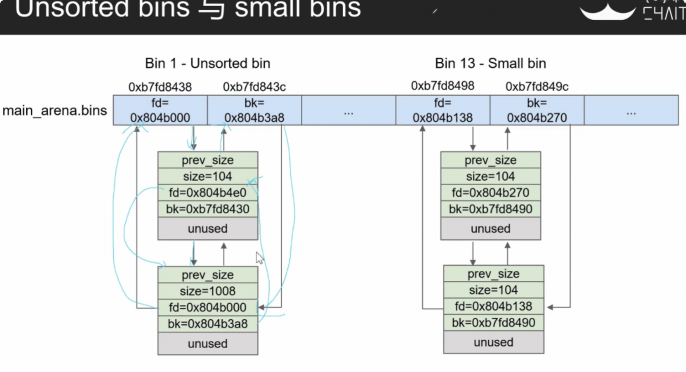 Unsorted bins 与 small bins
Bin 1 - Unsorted bin
Bin 13 - Small bin
0xb7fd8438
0xb7fd843c
0xb7fd8498
0xb7fd849c
main_arena.bins
fd=
0x804b000
bk=
0x804b3a8
...
fd=
0x804b138
bk=
0x804b270
...
prev_size
size=104
fd=0x804b4e0
bk=0xb7fd8430
unused
prev_size
size=1008
fd=0x804b000
bk=0x804b3a8
unused
prev_size
size=104
fd=0x804b270
bk=0xb7fd8490
unused
prev_size
size=104
fd=0x804b138
bk=0xb7fd8490
unused